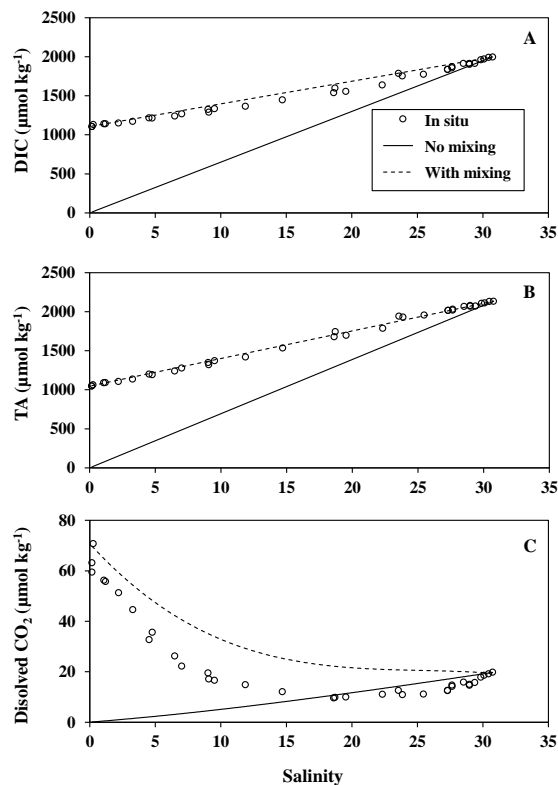 2500
2000
1500
1000
500
0
DIC (µmol kg⁻¹)
A
In situ
No mixing
With mixing
0 5 10 15 20 25 30 35
2500
2000
1500
1000
500
0
TA (µmol kg⁻¹)
B
0 5 10 15 20 25 30 35
80
60
40
20
0
Disolved CO₂ (µmol kg⁻¹)
C
0 5 10 15 20 25 30 35
Salinity